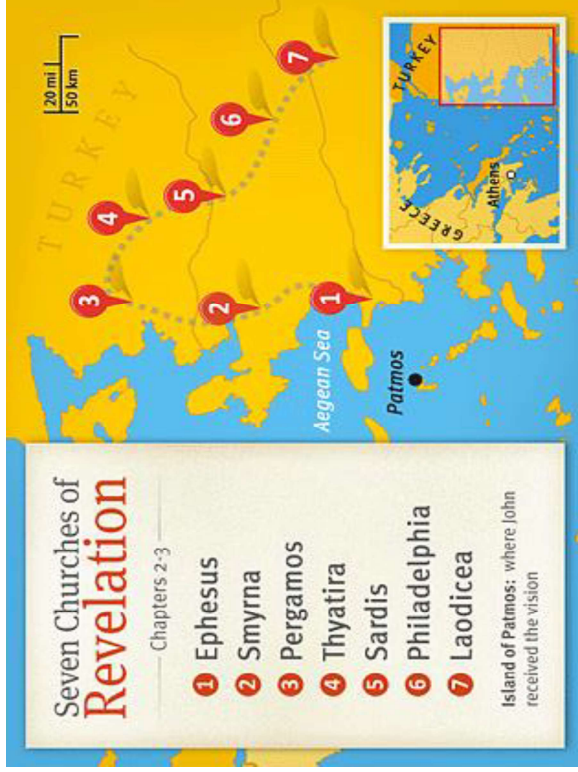 Seven Churches of
Revelation
Chapters 2-3
1 Ephesus
2 Smyrna
3 Pergamos
4 Thyatira
5 Sardis
6 Philadelphia
7 Laodicea
Island of Patmos: where John
received the vision
TURKEY
20 mi
50 km
3
4
5
6
7
2
1
Aegean Sea
Patmos
TURKEY
GREECE
Athens